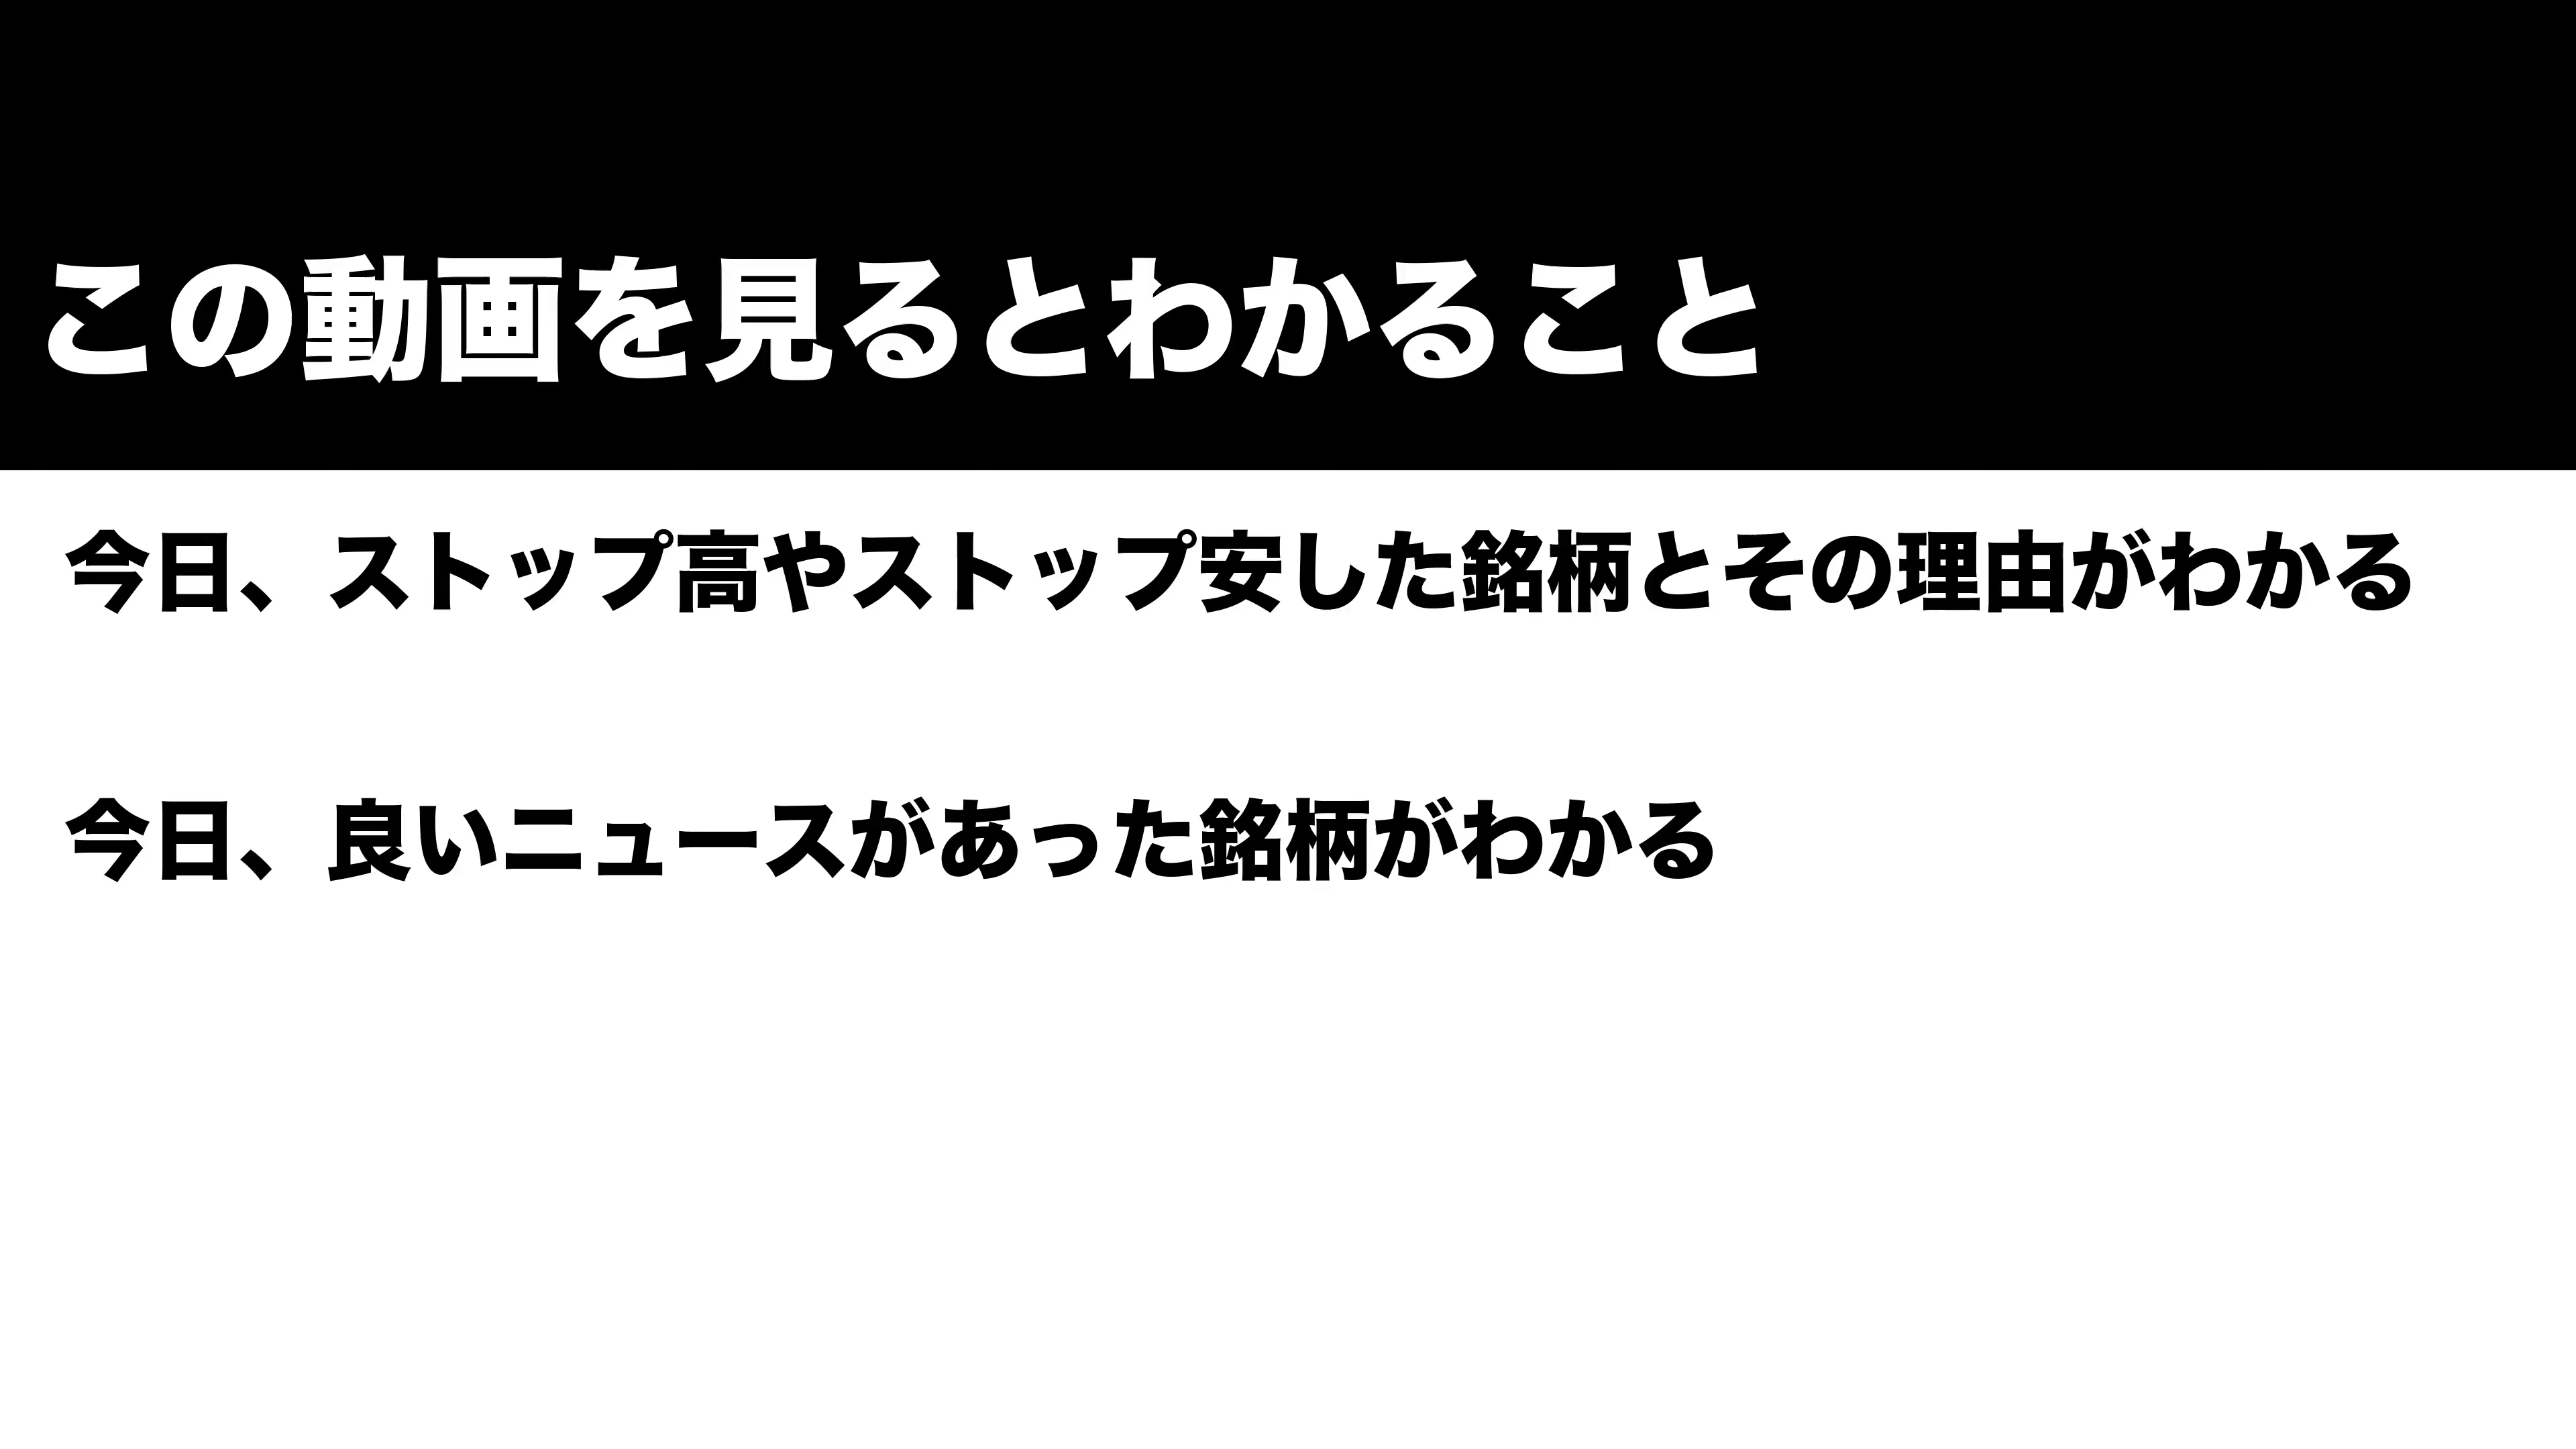 この動画を見るとわかること
今日、ストップ高やストップ安した銘柄とその理由がわかる
今日、良いニュースがあった銘柄がわかる